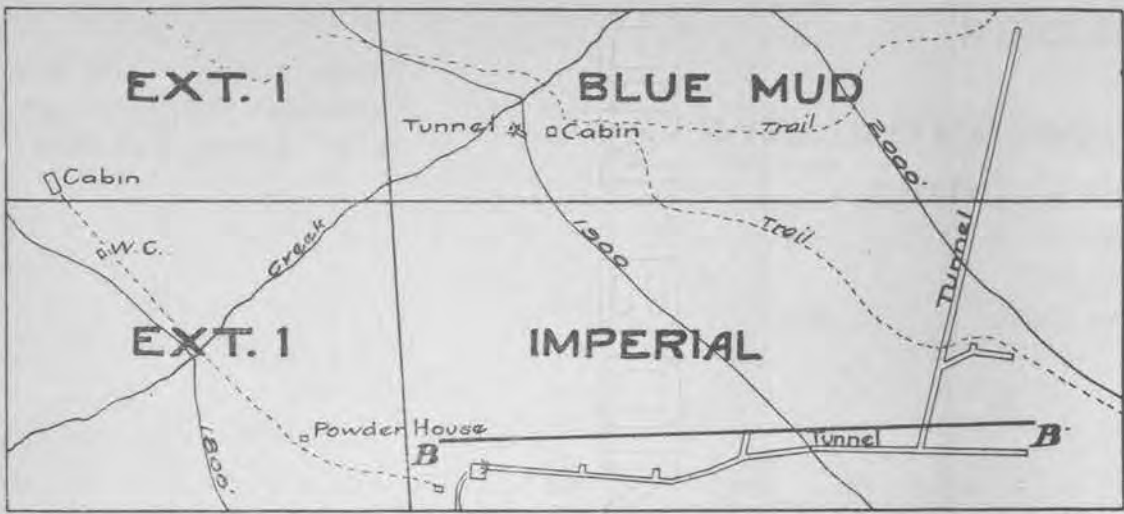 EXT. 1
BLUE MUD
Tunnel
Cabin
Trail
2000'
Cabin
W.C.
Creek
1900'
Trail
Tunnel
EXT. 1
IMPERIAL
Powder House
1800'
B
Tunnel
B'